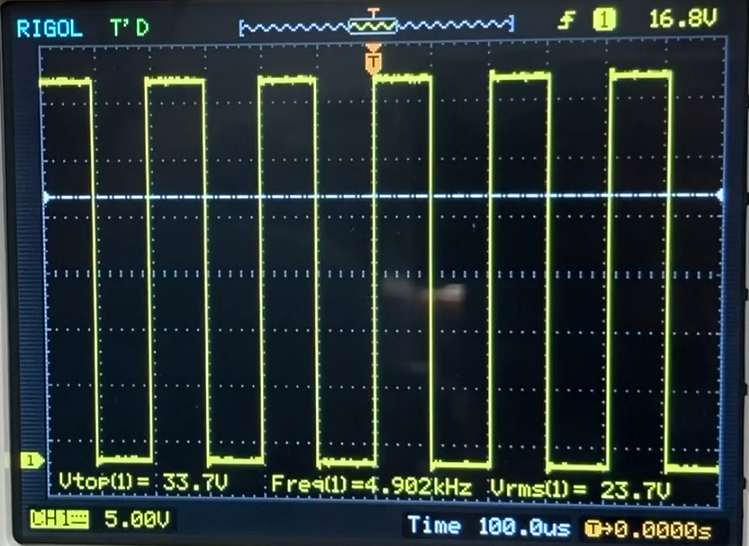 RIGOL T'D T 1 16.8V
T
1
Vtop(1)= 33.7V Freq(1)=4.902kHz Vrms(1)= 23.7V
CH1 5.00V Time 100.0us T→0.0000s